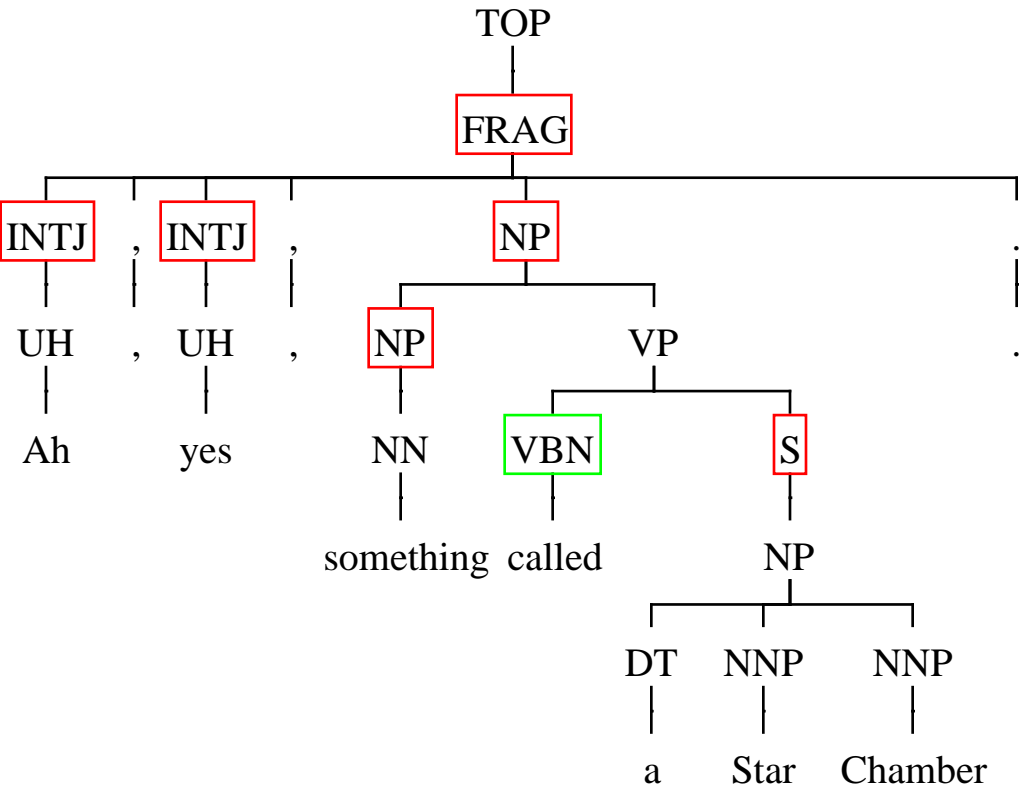 TOP
FRAG
INTJ , INTJ , NP .
UH , UH , NP VP .
Ah yes NN VBN S
something called NP
DT NNP NNP
a Star Chamber